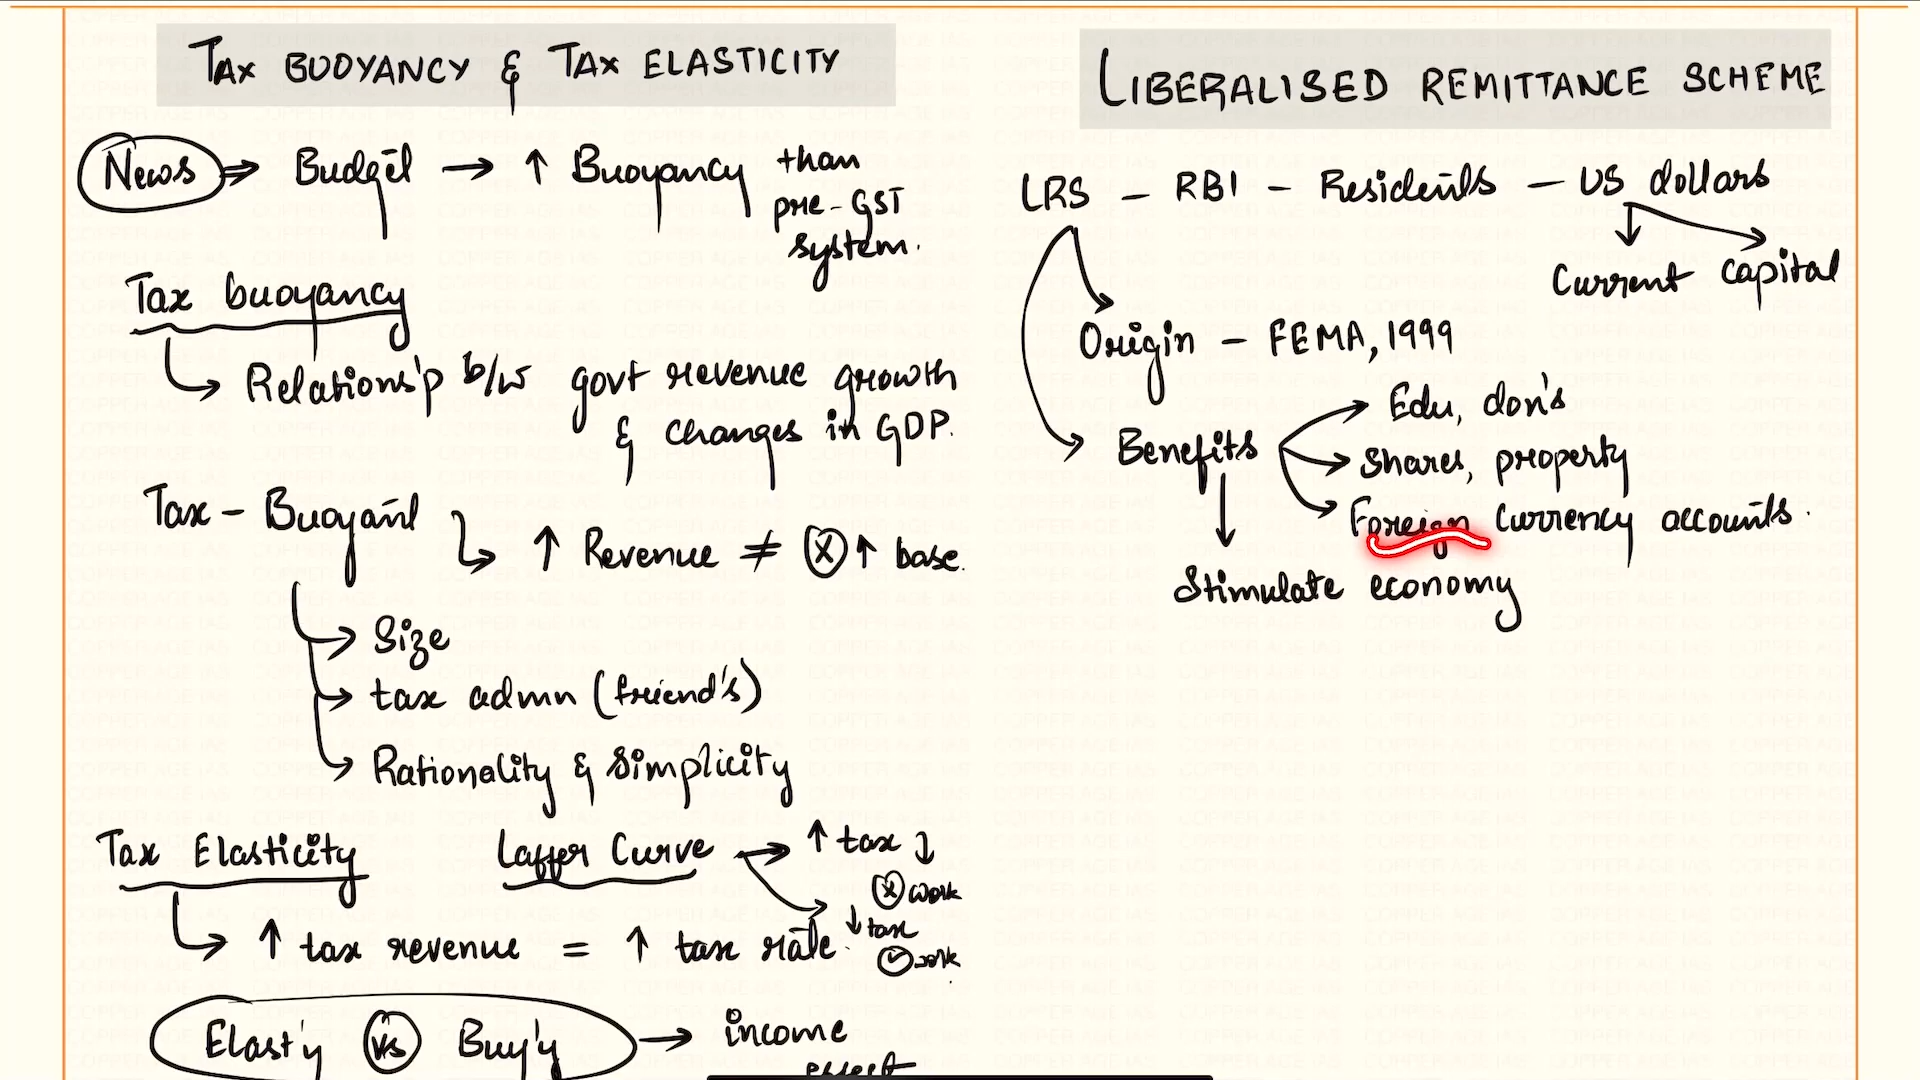 TAX BUOYANCY & TAX ELASTICITY
News ⇒ Budget → ↑ Buoyancy than
pre-GST
system.
Tax buoyancy
↳ Relations'p b/w govt revenue growth
& changes in GDP.
Tax - Buoyant
↳ ↑ Revenue ≠ ⓧ ↑ base.
→ Size
→ tax admn (friend's)
→ Rationality & Simplicity
Tax Elasticity
↳ ↑ tax revenue = ↑ tax rate
Laffer Curve → ↑ tax ↓
ⓧ work
↓ tax
✓ work
Elast'y vs Buy'y → income
LIBERALISED REMITTANCE SCHEME
LRS - RBI - Residents - US dollars
Current capital
Origin - FEMA, 1999
Benefits → Edu, don's
→ Shares, property
→ Foreign currency accounts.
Stimulate economy